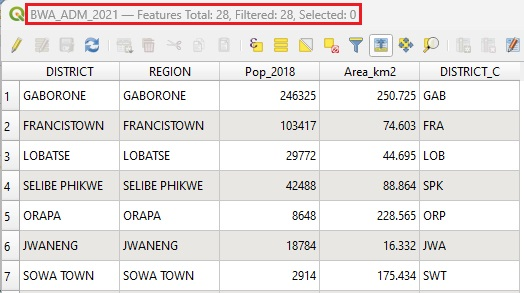 BWA_ADM_2021 — Features Total: 28, Filtered: 28, Selected: 0
DISTRICT REGION Pop_2018 Area_km2 DISTRICT_C
1 GABORONE GABORONE 246325 250.725 GAB
2 FRANCISTOWN FRANCISTOWN 103417 74.603 FRA
3 LOBATSE LOBATSE 29772 44.695 LOB
4 SELIBE PHIKWE SELIBE PHIKWE 42488 88.864 SPK
5 ORAPA ORAPA 8648 228.565 ORP
6 JWANENG JWANENG 18784 16.332 JWA
7 SOWA TOWN SOWA TOWN 2914 175.434 SWT